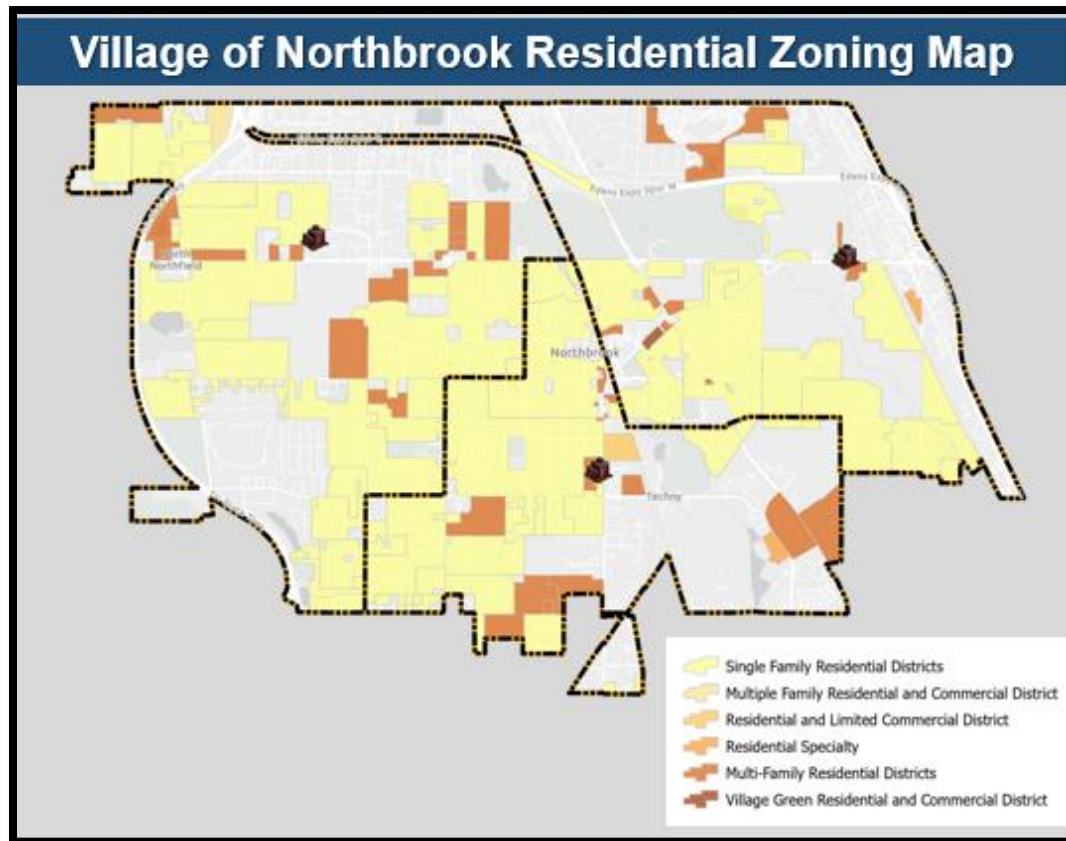 Village of Northbrook Residential Zoning Map
Edens Expy Spur W
Edens Exp
Northfield
Northbrook
Techny
Single Family Residential Districts
Multiple Family Residential and Commercial District
Residential and Limited Commercial District
Residential Specialty
Multi-Family Residential Districts
Village Green Residential and Commercial District